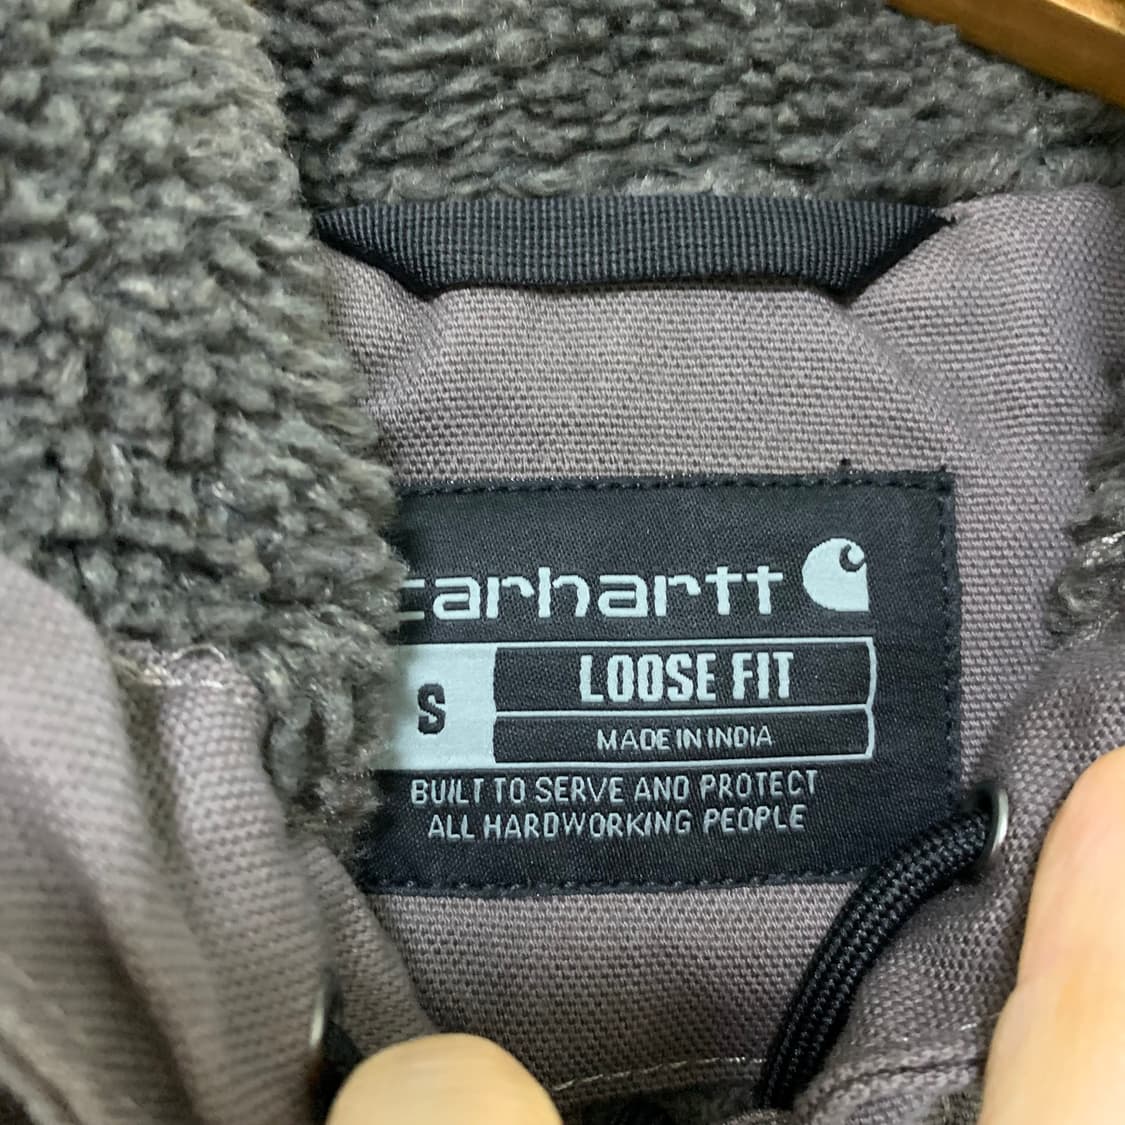 carhartt
S
LOOSE FIT
MADE IN INDIA
BUILT TO SERVE AND PROTECT
ALL HARDWORKING PEOPLE